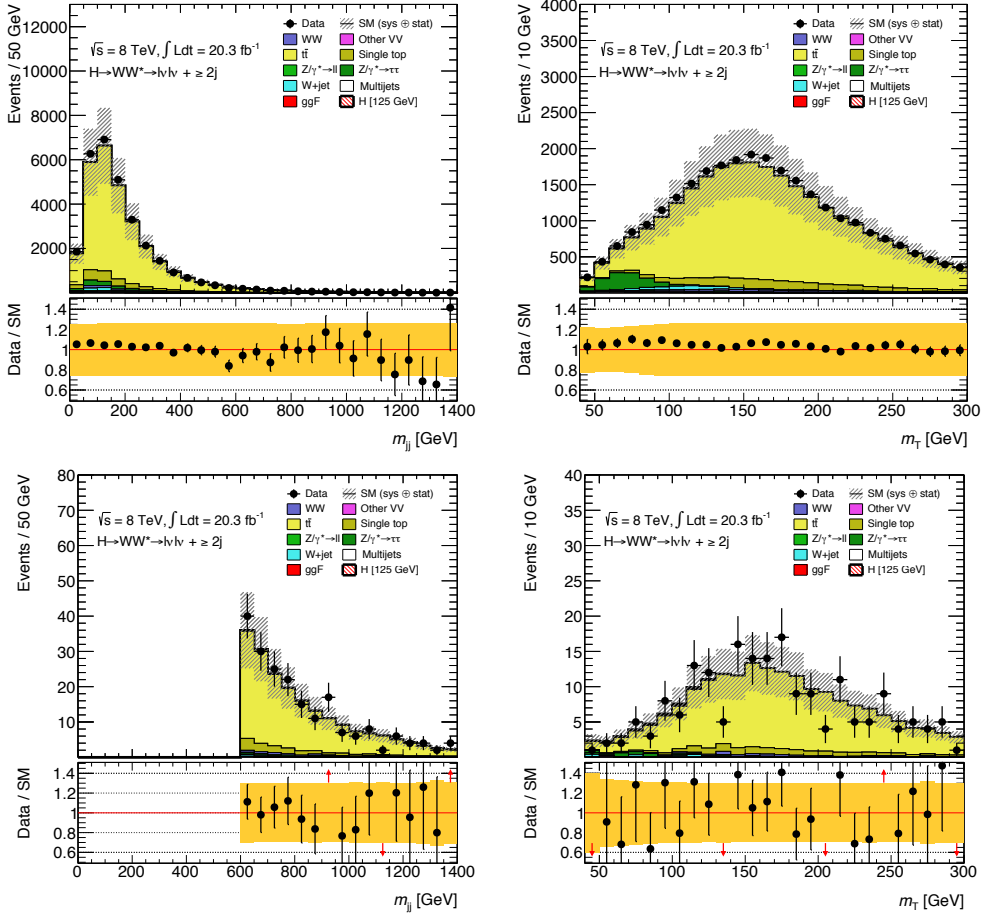 Events / 50 GeV
12000
10000
8000
6000
4000
2000
√s = 8 TeV, ∫ Ldt = 20.3 fb⁻¹
H→WW*→lνlν + ≥ 2j
Data
SM (sys ⊕ stat)
WW
Other VV
tt̄
Single top
Z/γ*→ll
Z/γ*→ττ
W+jet
Multijets
ggF
H [125 GeV]
Data / SM
1.4
1.2
1
0.8
0.6
0 200 400 600 800 1000 1200 1400
m_jj [GeV]
Events / 10 GeV
4000
3500
3000
2500
2000
1500
1000
500
√s = 8 TeV, ∫ Ldt = 20.3 fb⁻¹
H→WW*→lνlν + ≥ 2j
Data
SM (sys ⊕ stat)
WW
Other VV
tt̄
Single top
Z/γ*→ll
Z/γ*→ττ
W+jet
Multijets
ggF
H [125 GeV]
Data / SM
1.4
1.2
1
0.8
0.6
50 100 150 200 250 300
m_T [GeV]
Events / 50 GeV
80
70
60
50
40
30
20
10
√s = 8 TeV, ∫ Ldt = 20.3 fb⁻¹
H→WW*→lνlν + ≥ 2j
Data
SM (sys ⊕ stat)
WW
Other VV
tt̄
Single top
Z/γ*→ll
Z/γ*→ττ
W+jet
Multijets
ggF
H [125 GeV]
Data / SM
1.4
1.2
1
0.8
0.6
0 200 400 600 800 1000 1200 1400
m_jj [GeV]
Events / 10 GeV
40
35
30
25
20
15
10
5
√s = 8 TeV, ∫ Ldt = 20.3 fb⁻¹
H→WW*→lνlν + ≥ 2j
Data
SM (sys ⊕ stat)
WW
Other VV
tt̄
Single top
Z/γ*→ll
Z/γ*→ττ
W+jet
Multijets
ggF
H [125 GeV]
Data / SM
1.4
1.2
1
0.8
0.6
50 100 150 200 250 300
m_T [GeV]